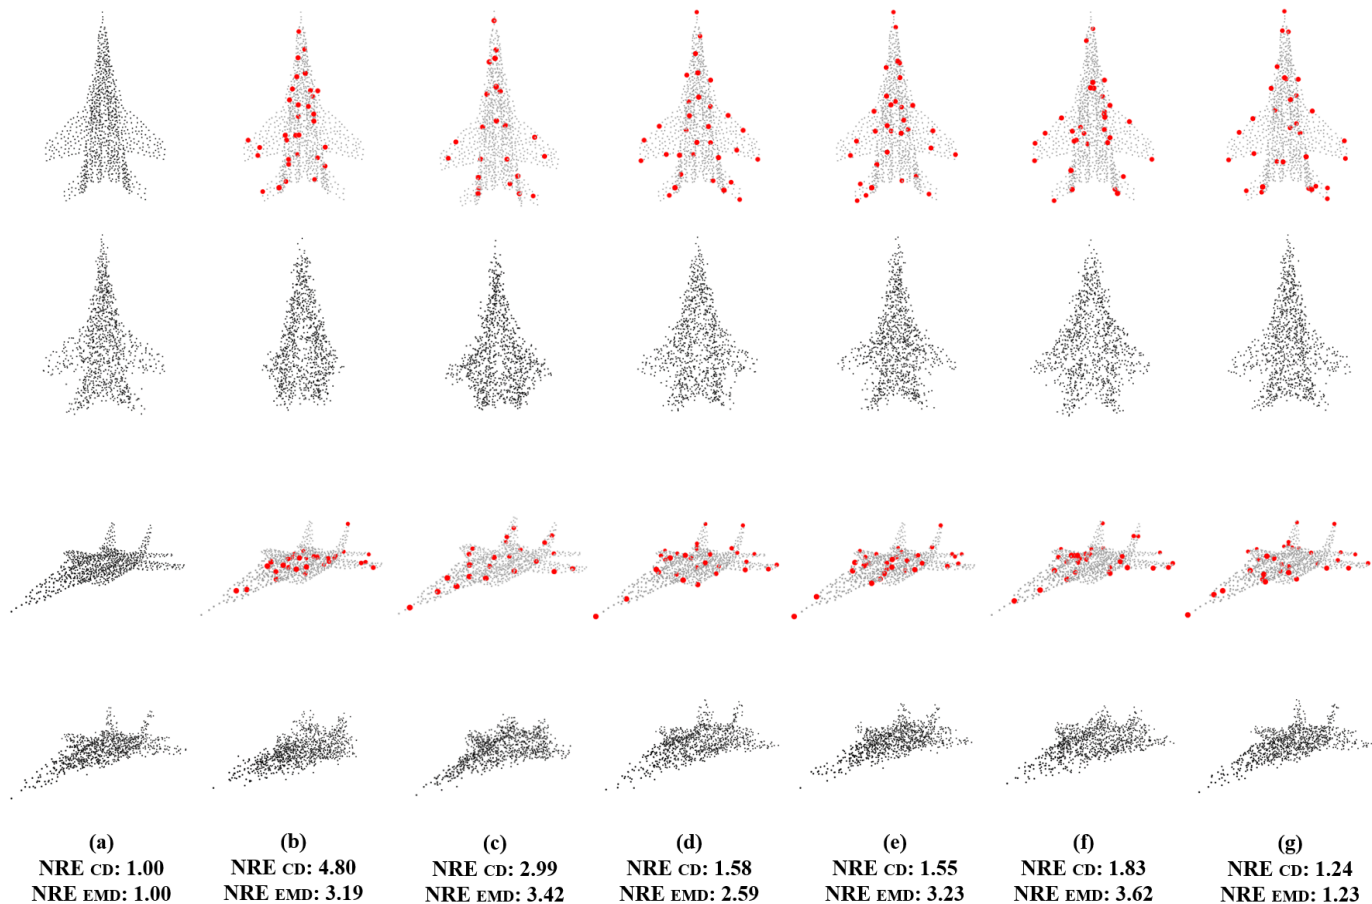 (a) (b) (c) (d) (e) (f) (g)
NRE CD: 1.00 NRE CD: 4.80 NRE CD: 2.99 NRE CD: 1.58 NRE CD: 1.55 NRE CD: 1.83 NRE CD: 1.24
NRE EMD: 1.00 NRE EMD: 3.19 NRE EMD: 3.42 NRE EMD: 2.59 NRE EMD: 3.23 NRE EMD: 3.62 NRE EMD: 1.23